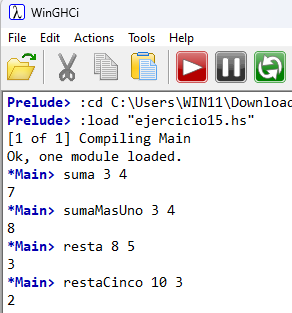 WinGHCi
File Edit Actions Tools Help
Prelude> :cd C:\Users\WIN11\Downloa
Prelude> :load "ejercicio15.hs"
[1 of 1] Compiling Main
Ok, one module loaded.
*Main> suma 3 4
7
*Main> sumaMasUno 3 4
8
*Main> resta 8 5
3
*Main> restaCinco 10 3
2